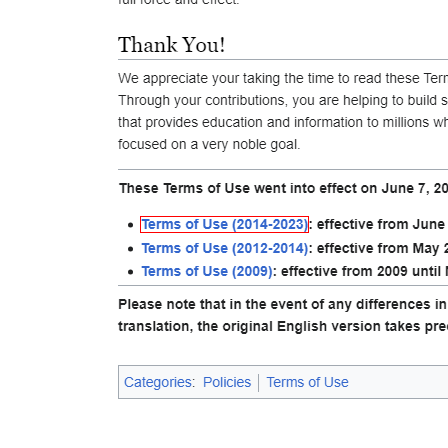 full force and effect.
Thank You!
We appreciate your taking the time to read these
Through your contributions, you are helping to build
that provides education and information to millions
focused on a very noble goal.
These Terms of Use went into effect on June 7,
Terms of Use (2014-2023): effective from June
Terms of Use (2012-2014): effective from May
Terms of Use (2009): effective from 2009 until
Please note that in the event of any differences in
translation, the original English version takes
Categories: Policies | Terms of Use